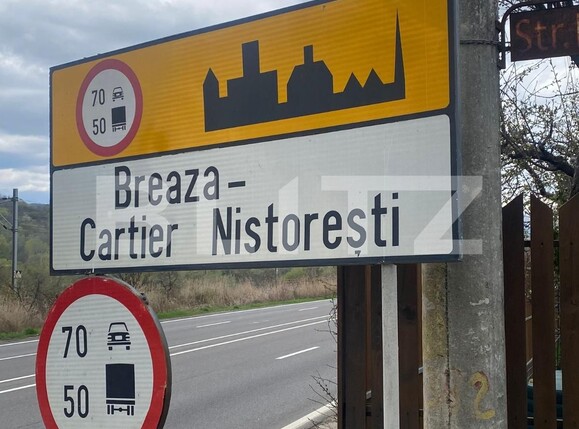 Str
70
50
Breaza-
Cartier Nistorești
BLITZ
70
50
2